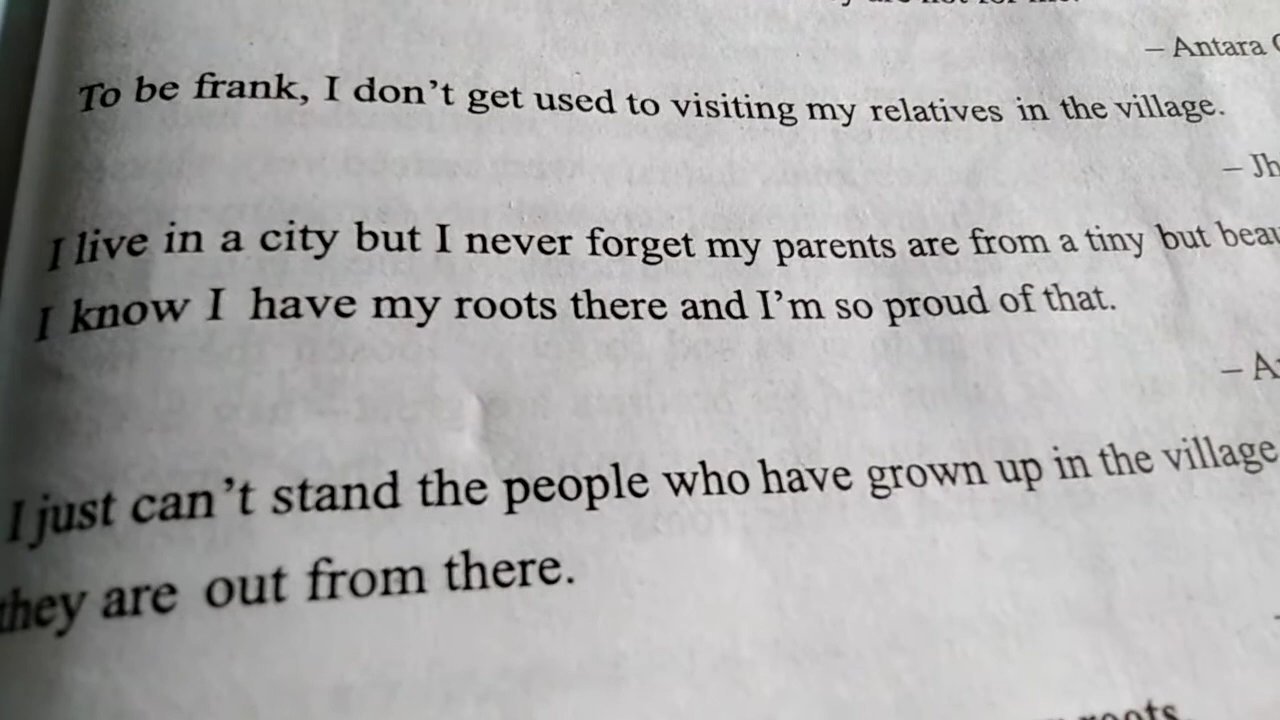 – Antara
To be frank, I don't get used to visiting my relatives in the village.
– Jh
I live in a city but I never forget my parents are from a tiny but beau
I know I have my roots there and I'm so proud of that.
– A
I just can't stand the people who have grown up in the village
they are out from there.
roots